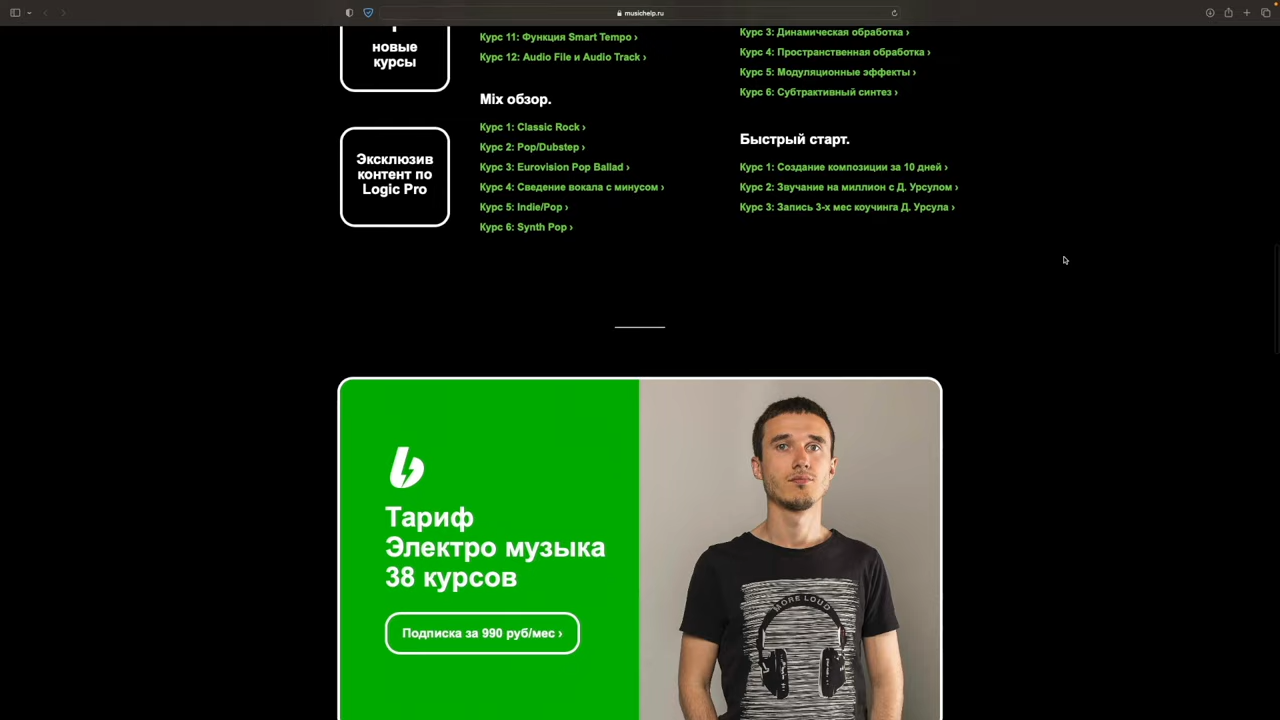 musichelp.ru
новые
курсы
Эксклюзив
контент по
Logic Pro
Курс 11: Функция Smart Tempo ›
Курс 12: Audio File и Audio Track ›
Mix обзор.
Курс 1: Classic Rock ›
Курс 2: Pop/Dubstep ›
Курс 3: Eurovision Pop Ballad ›
Курс 4: Сведение вокала с минусом ›
Курс 5: Indie/Pop ›
Курс 6: Synth Pop ›
Курс 3: Динамическая обработка ›
Курс 4: Пространственная обработка ›
Курс 5: Модуляционные эффекты ›
Курс 6: Субтрактивный синтез ›
Быстрый старт.
Курс 1: Создание композиции за 10 дней ›
Курс 2: Звучание на миллион с Д. Урсулом ›
Курс 3: Запись 3-х мес коучинга Д. Урсула ›
Тариф
Электро музыка
38 курсов
Подписка за 990 руб/мес ›
MORE LOUD